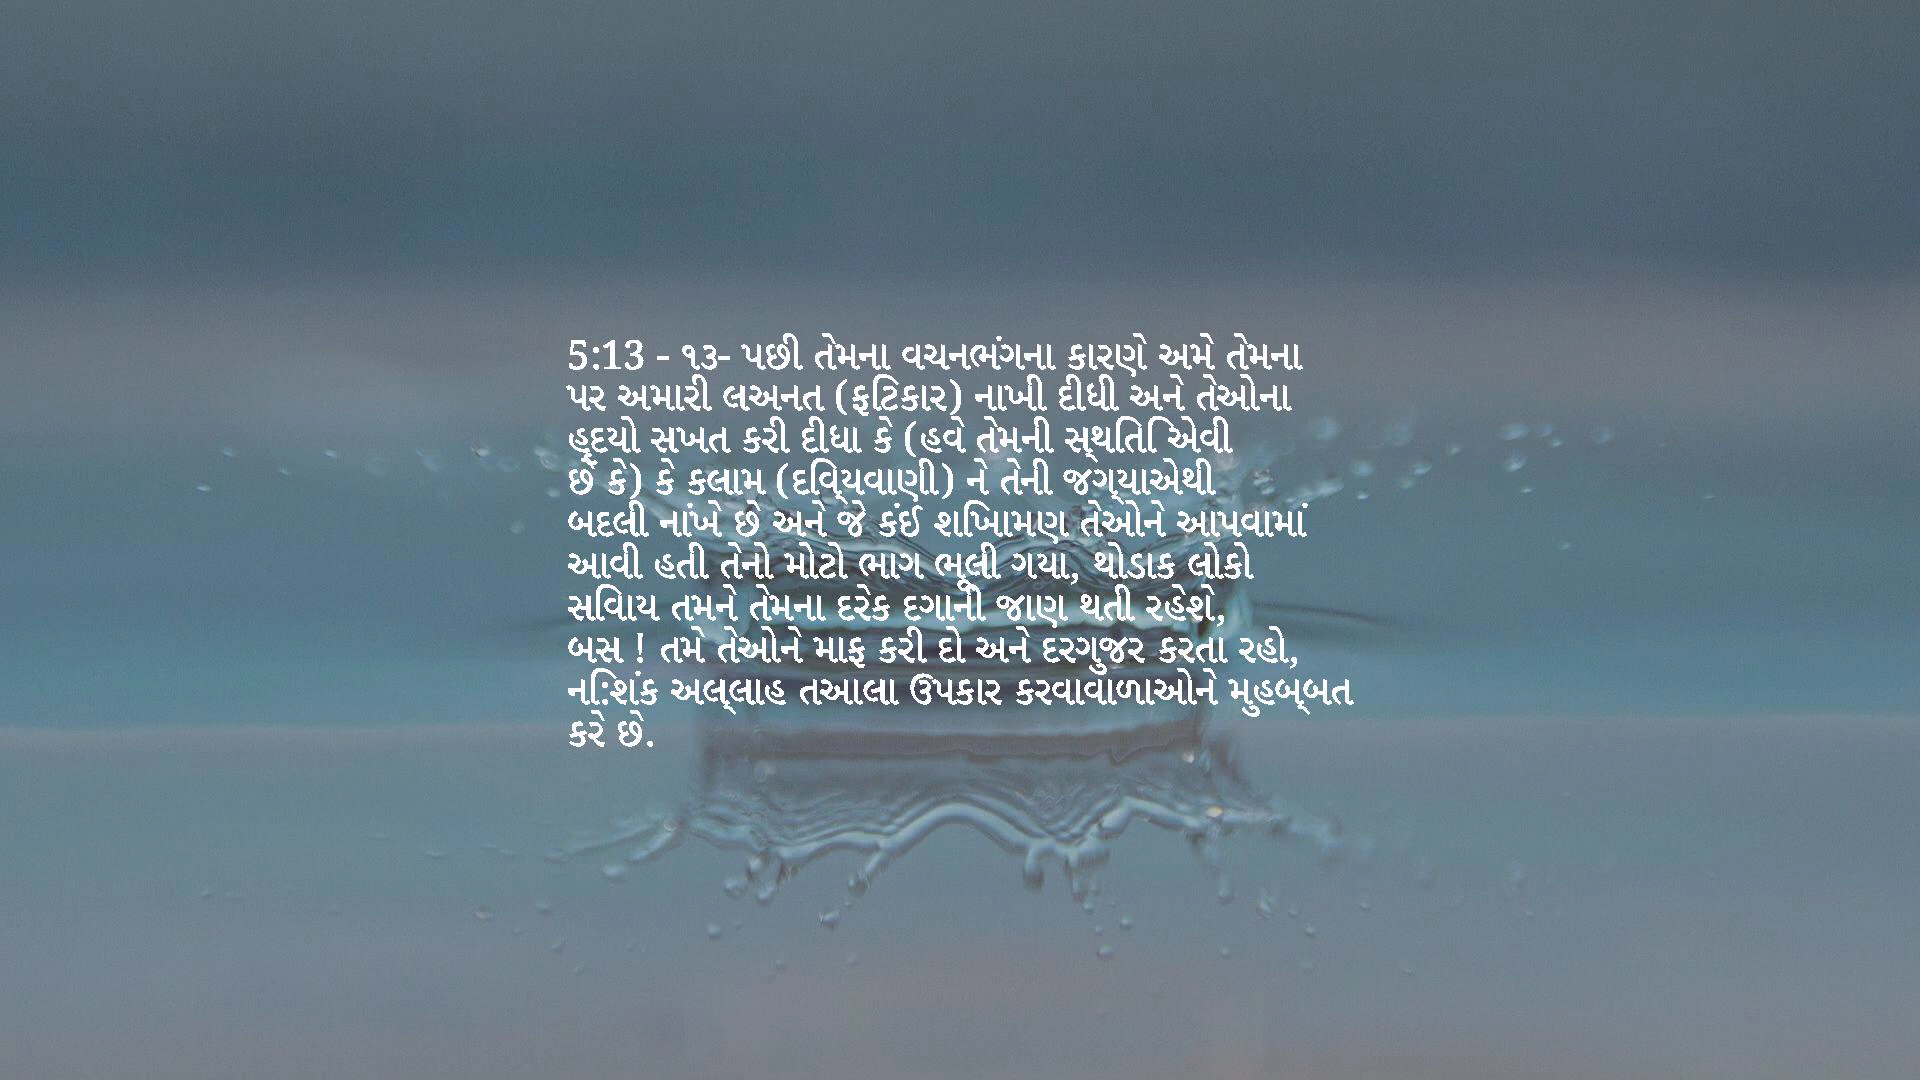 5:13 - ૧૩- પછી તેમના વચનભંગના કારણે અમે તેમના
પર અમારી લઅનત (ફટિકાર) નાખી દીધી અને તેઓના
હૃદયો સખત કરી દીધા કે (હવે તેમની સ્થતિિ એવી
છે કે) કે કલામ (દિવ્યવાણી) ને તેની જગ્યાએથી
બદલી નાંખે છે અને જે કંઈ શિખામણ તેઓને આપવામાં
આવી હતી તેનો મોટો ભાગ ભૂલી ગયા, થોડાક લોકો
સિવાય તમને તેમના દરેક દગાની જાણ થતી રહેશે,
બસ ! તમે તેઓને માફ કરી દો અને દરગુજર કરતા રહો,
નિ:શંક અલ્લાહ તઆલા ઉપકાર કરવાવાળાઓને મુહબ્બત
કરે છે.